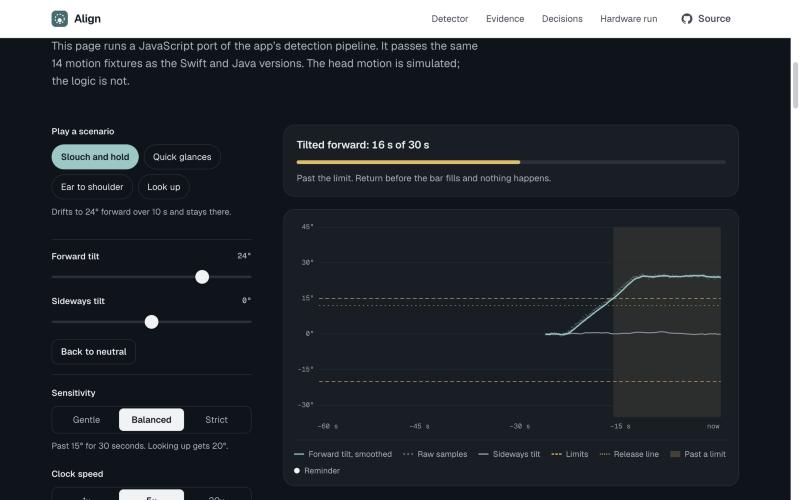 Align
Detector
Evidence
Decisions
Hardware run
Source
This page runs a JavaScript port of the app's detection pipeline. It passes the same
14 motion fixtures as the Swift and Java versions. The head motion is simulated;
the logic is not.
Play a scenario
Slouch and hold
Quick glances
Ear to shoulder
Look up
Drifts to 24° forward over 10 s and stays there.
Forward tilt
24°
Sideways tilt
0°
Back to neutral
Sensitivity
Gentle
Balanced
Strict
Past 15° for 30 seconds. Looking up gets 20°.
Clock speed
Tilted forward: 16 s of 30 s
Past the limit. Return before the bar fills and nothing happens.
45°
30°
15°
0°
-15°
-30°
-60 s
-45 s
-30 s
-15 s
now
Forward tilt, smoothed
Raw samples
Sideways tilt
Limits
Release line
Past a limit
Reminder